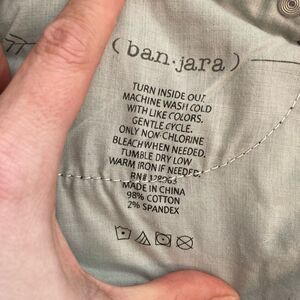 ( ban·jara )
TURN INSIDE OUT
MACHINE WASH COLD
WITH LIKE COLORS.
GENTLE CYCLE.
ONLY NON-CHLORINE
BLEACH WHEN NEEDED.
TUMBLE DRY LOW
WARM IRON IF NEEDED.
RN#
MADE IN CHINA
98% COTTON
2% SPANDEX